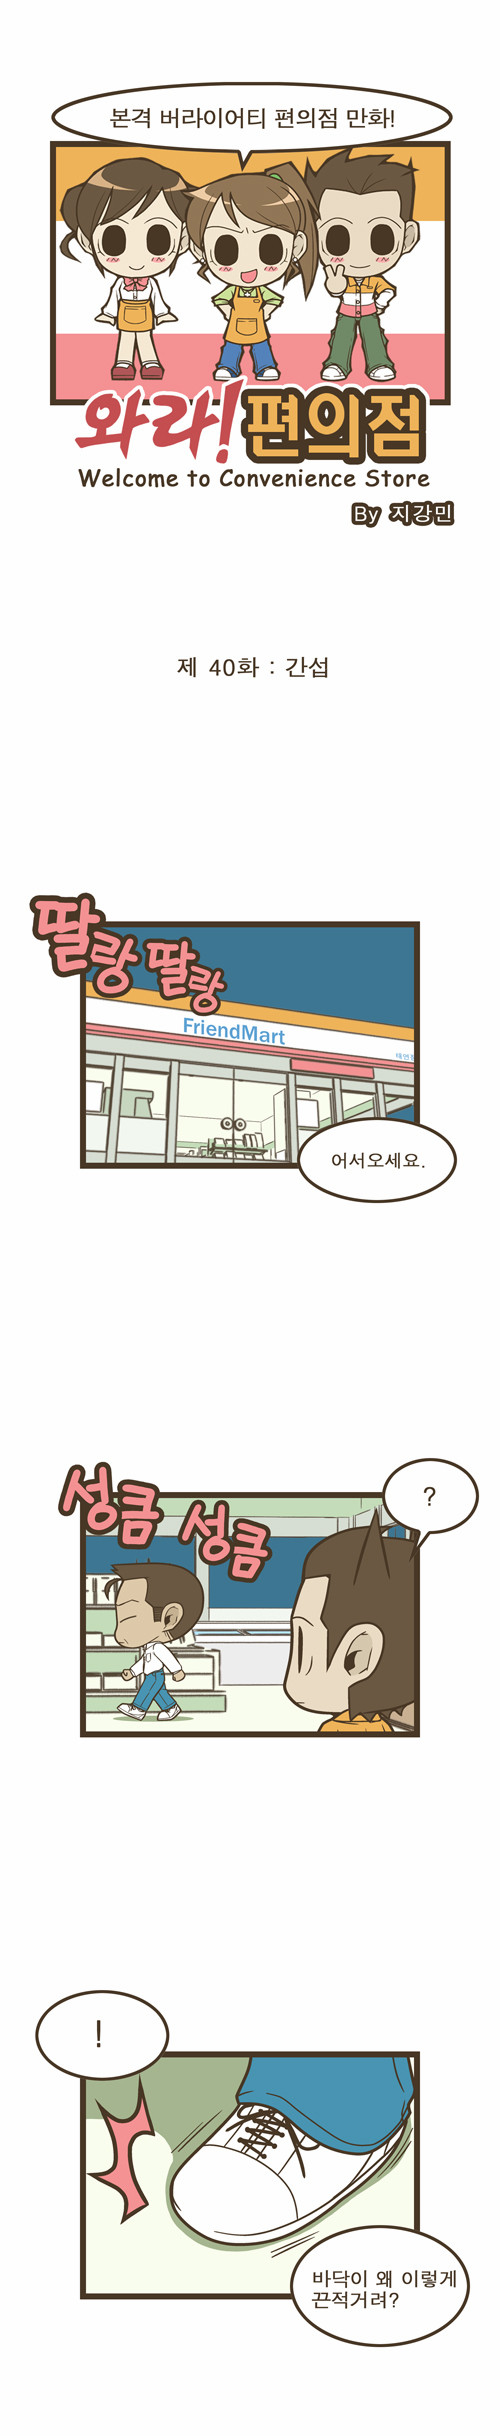 본격 버라이어티 편의점 만화!
와라! 편의점
Welcome to Convenience Store
By 지강민
제 40화 : 간섭
딸랑 딸랑
FriendMart
어서오세요.
성큼 성큼
?
!
바닥이 왜 이렇게
끈적거려?